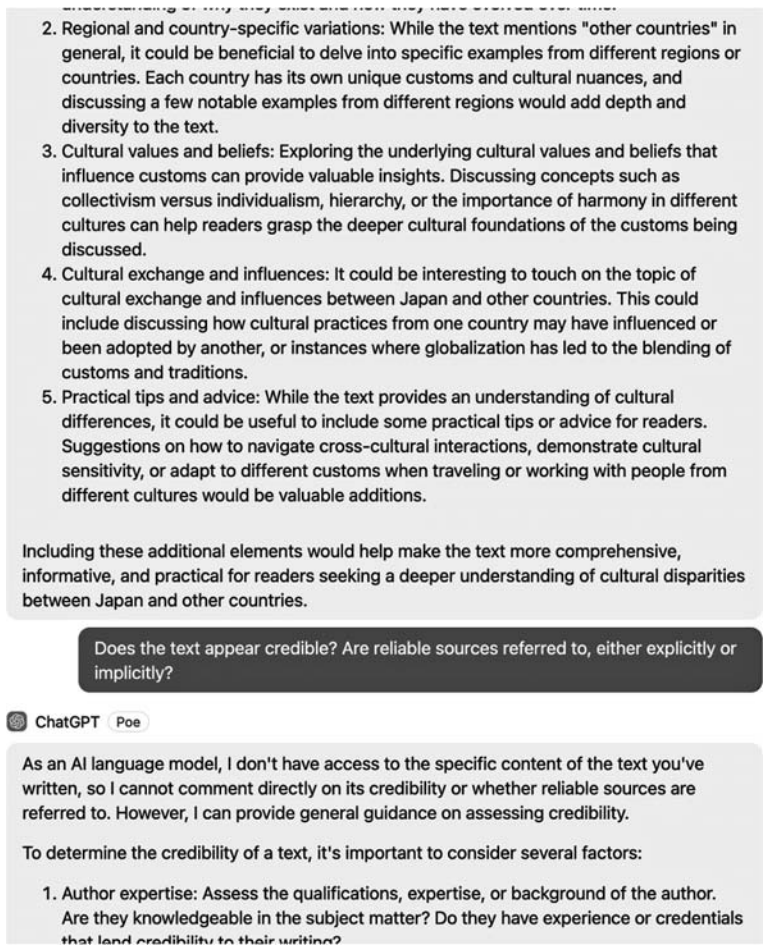 2. Regional and country-specific variations: While the text mentions "other countries" in
general, it could be beneficial to delve into specific examples from different regions or
countries. Each country has its own unique customs and cultural nuances, and
discussing a few notable examples from different regions would add depth and
diversity to the text.
3. Cultural values and beliefs: Exploring the underlying cultural values and beliefs that
influence customs can provide valuable insights. Discussing concepts such as
collectivism versus individualism, hierarchy, or the importance of harmony in different
cultures can help readers grasp the deeper cultural foundations of the customs being
discussed.
4. Cultural exchange and influences: It could be interesting to touch on the topic of
cultural exchange and influences between Japan and other countries. This could
include discussing how cultural practices from one country may have influenced or
been adopted by another, or instances where globalization has led to the blending of
customs and traditions.
5. Practical tips and advice: While the text provides an understanding of cultural
differences, it could be useful to include some practical tips or advice for readers.
Suggestions on how to navigate cross-cultural interactions, demonstrate cultural
sensitivity, or adapt to different customs when traveling or working with people from
different cultures would be valuable additions.
Including these additional elements would help make the text more comprehensive,
informative, and practical for readers seeking a deeper understanding of cultural disparities
between Japan and other countries.
Does the text appear credible? Are reliable sources referred to, either explicitly or
implicitly?
ChatGPT Poe
As an AI language model, I don't have access to the specific content of the text you've
written, so I cannot comment directly on its credibility or whether reliable sources are
referred to. However, I can provide general guidance on assessing credibility.
To determine the credibility of a text, it's important to consider several factors:
1. Author expertise: Assess the qualifications, expertise, or background of the author.
Are they knowledgeable in the subject matter? Do they have experience or credentials
that lend credibility to their writing?